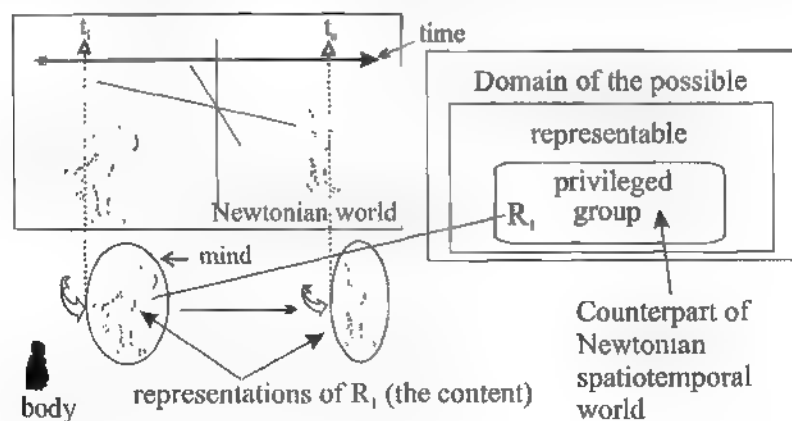 t₁
tₙ
time
Newtonian world
mind
body
representations of R₁ (the content)
Domain of the possible
representable
privileged
R₁ group
Counterpart of
Newtonian
spatiotemporal
world